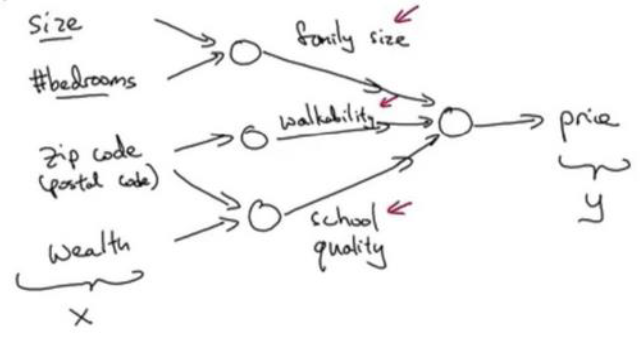 size
family size
#bedrooms
walkability
zip code
(postal code)
price
school
quality
wealth
y
x